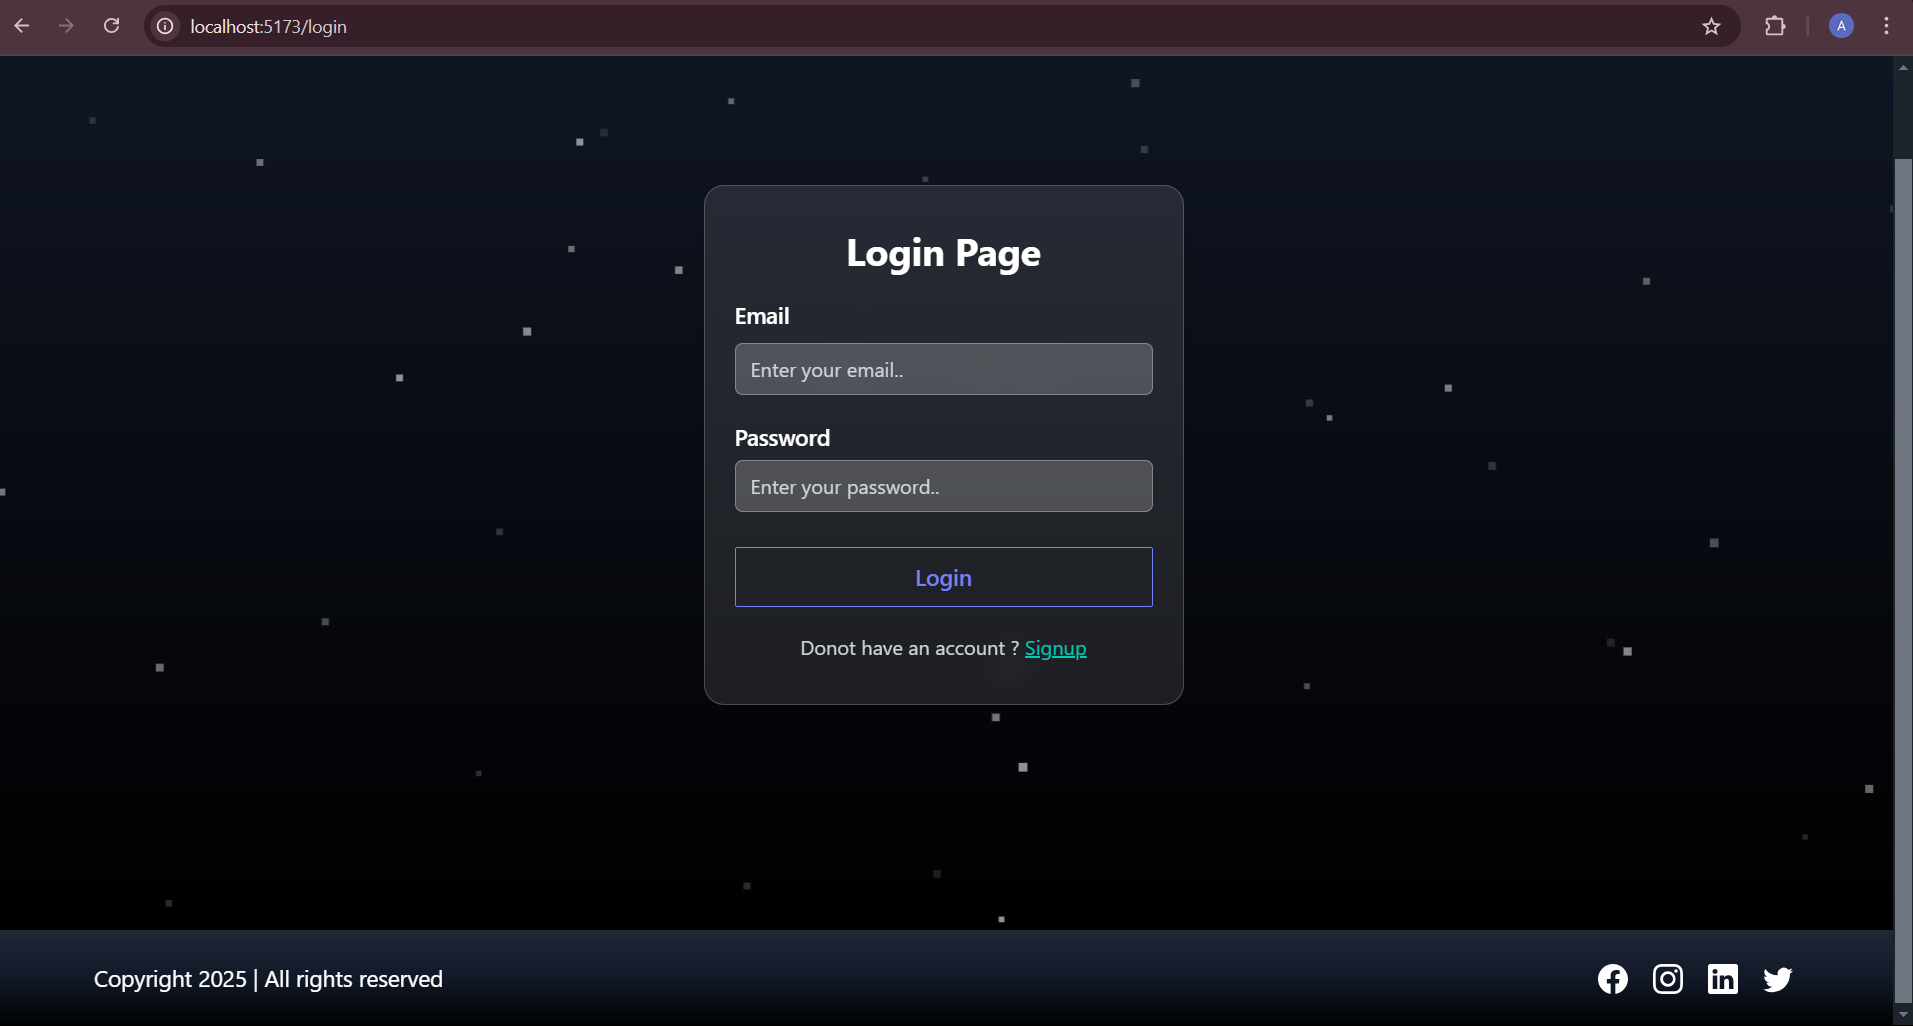 localhost:5173/login
A
Login Page
Email
Enter your email..
Password
Enter your password..
Login
Donot have an account ? Signup
Copyright 2025 | All rights reserved
in